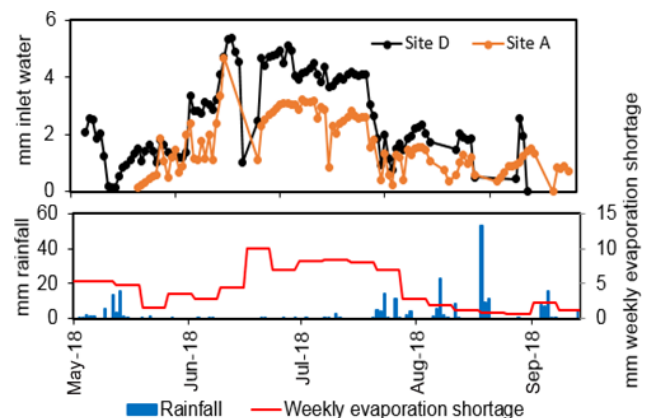 6
4
2
0
mm inlet water
Site D
Site A
60
40
20
0
mm rainfall
15
10
5
0
mm weekly evaporation shortage
May-18
Jun-18
Jul-18
Aug-18
Sep-18
Rainfall
Weekly evaporation shortage